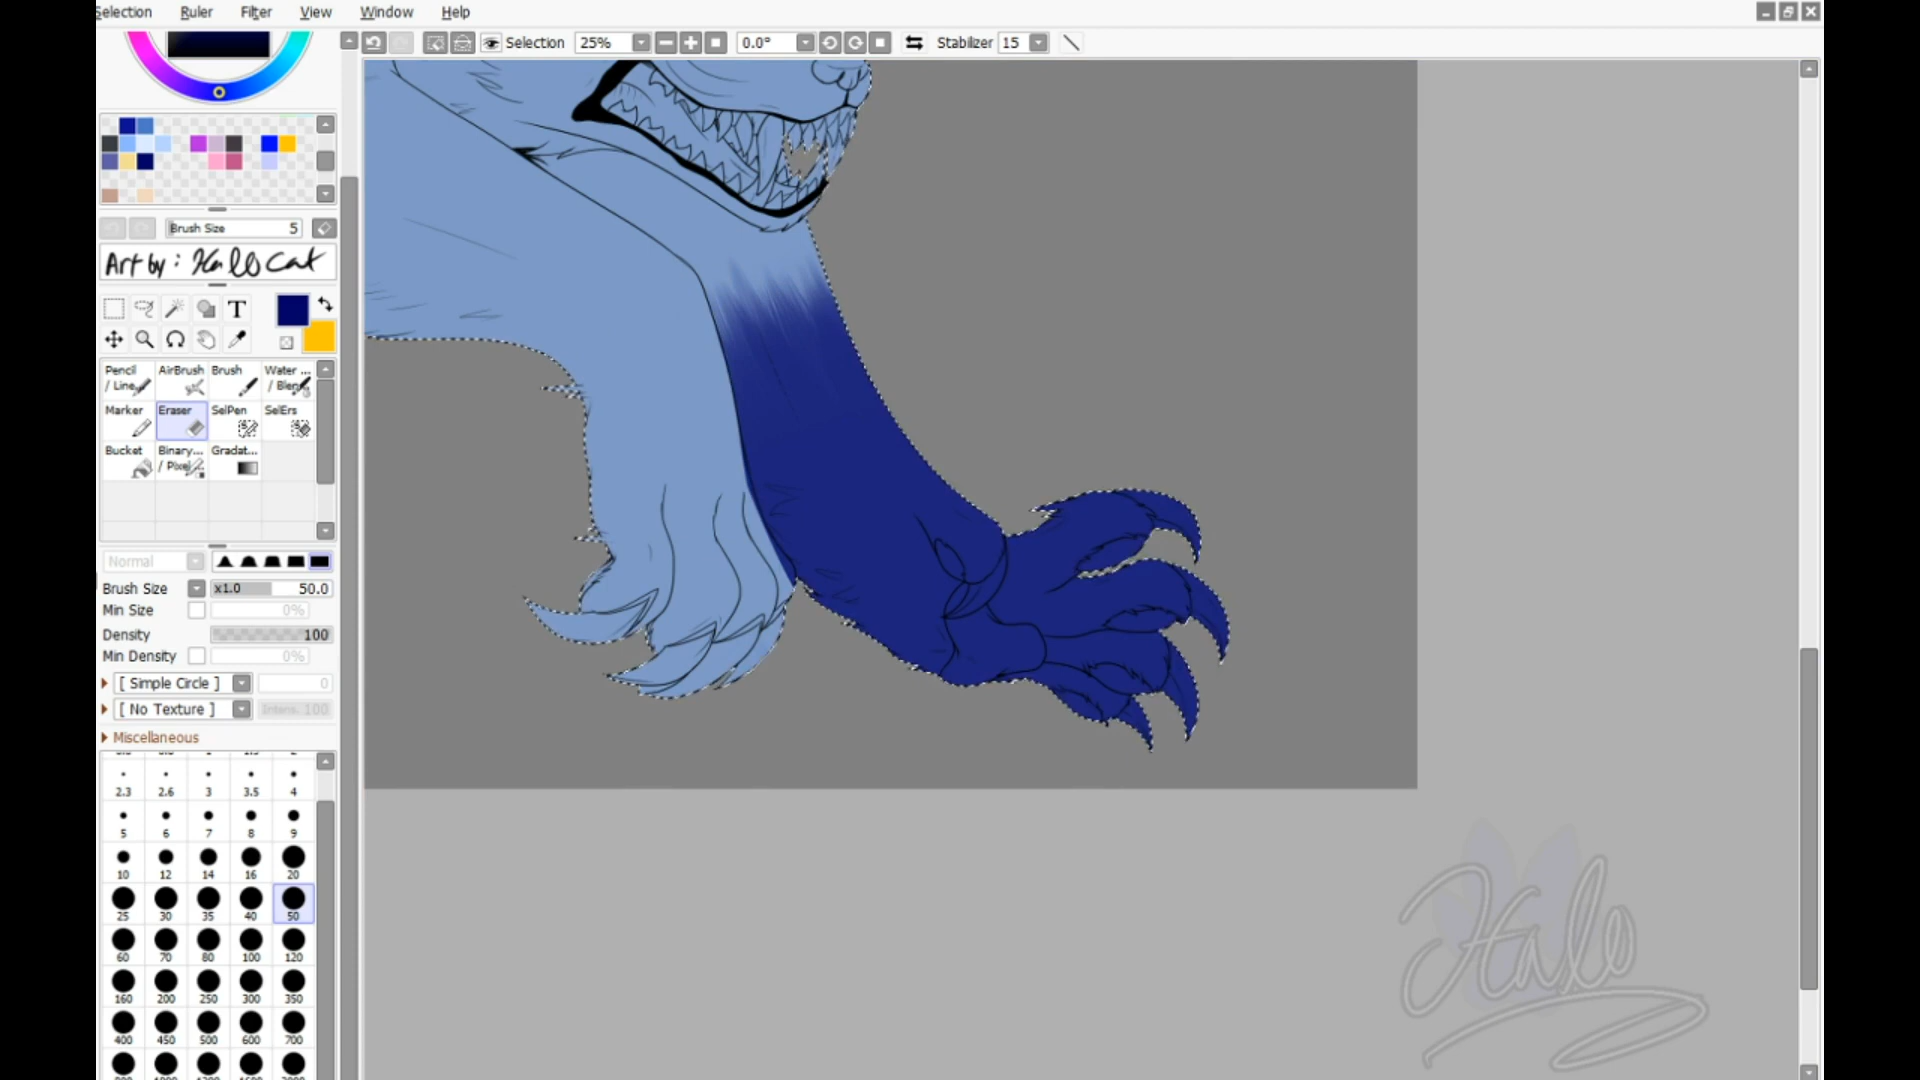 Selection Ruler Filter View Window Help
Selection 25% 0.0° Stabilizer 15
Brush Size 5
Art by: Halo Cat
T
Pencil / Line AirBrush Brush Water ... / Blen
Marker Eraser SelPen SelErs
Bucket Binary... / Pixel Gradat...
Normal
Brush Size x1.0 50.0
Min Size 0%
Density 100
Min Density 0%
[ Simple Circle ] 0
[ No Texture ] Intens. 100
Miscellaneous
2.3 2.6 3 3.5 4
5 6 7 8 9
10 12 14 16 20
25 30 35 40 50
60 70 80 100 120
160 200 250 300 350
400 450 500 600 700
Halo